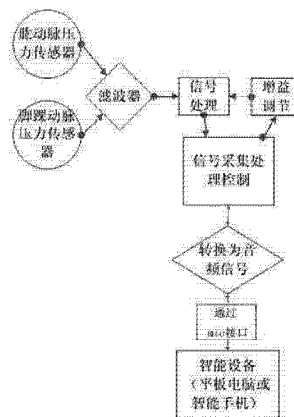 肱动脉压
力传感器
脚踝动脉
压力传感
器
滤波器
信号
处理
增益
调节
信号采集处
理控制
转换为音
频信号
通过
mic接口
智能设备
（平板电脑或
智能手机）